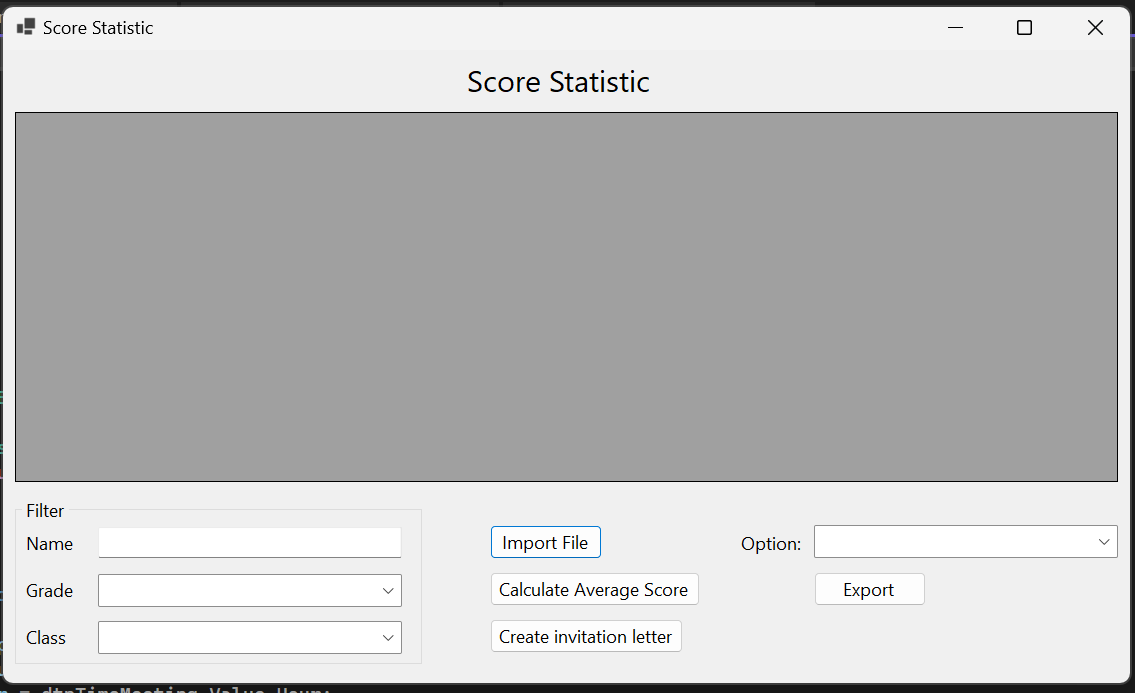 Score Statistic
Score Statistic
Filter
Name
Grade
Class
Import File
Calculate Average Score
Create invitation letter
Option:
Export